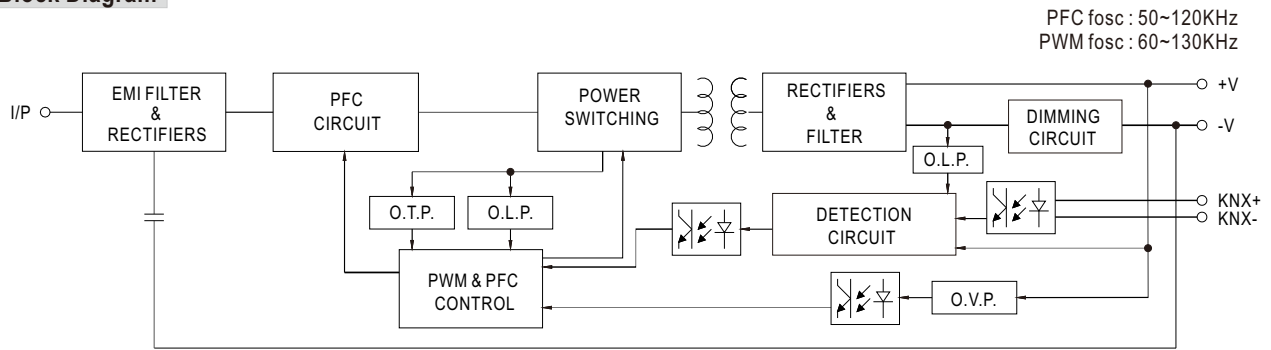 Block Diagram
PFC fosc : 50~120KHz
PWM fosc : 60~130KHz
I/P
EMI FILTER
&
RECTIFIERS
PFC
CIRCUIT
POWER
SWITCHING
RECTIFIERS
&
FILTER
DIMMING
CIRCUIT
+V
-V
O.L.P.
O.T.P.
O.L.P.
DETECTION
CIRCUIT
KNX+
KNX-
PWM & PFC
CONTROL
O.V.P.